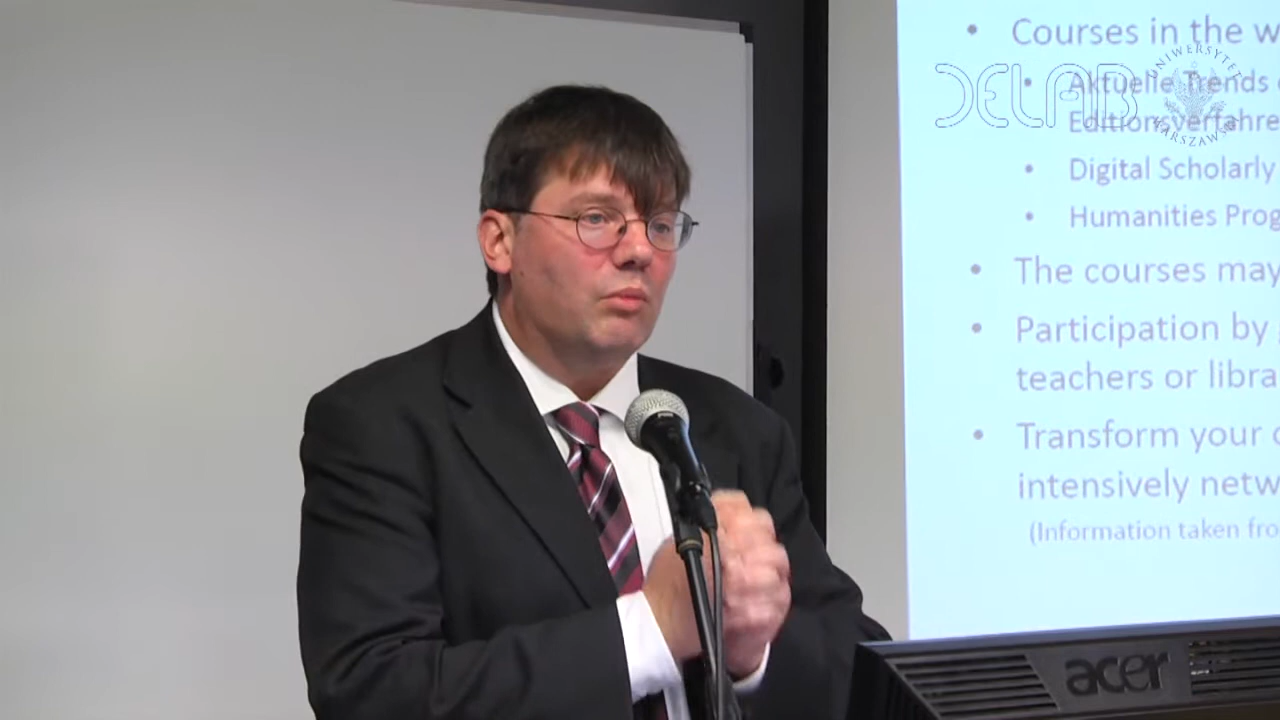 Courses in the w
DELAB
UNIWERSYTET
WARSZAWSKI
Aktuelle Trends
Editionsverfahre
Digital Scholarly
Humanities Prog
The courses may
Participation by
teachers or libra
Transform your
intensively netw
(Information taken fro
acer